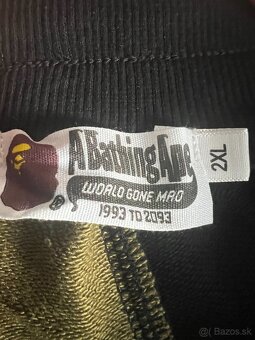 A Bathing Ape
®
WORLD GONE MAD
1993 TO 2093
2XL
Bazos.sk